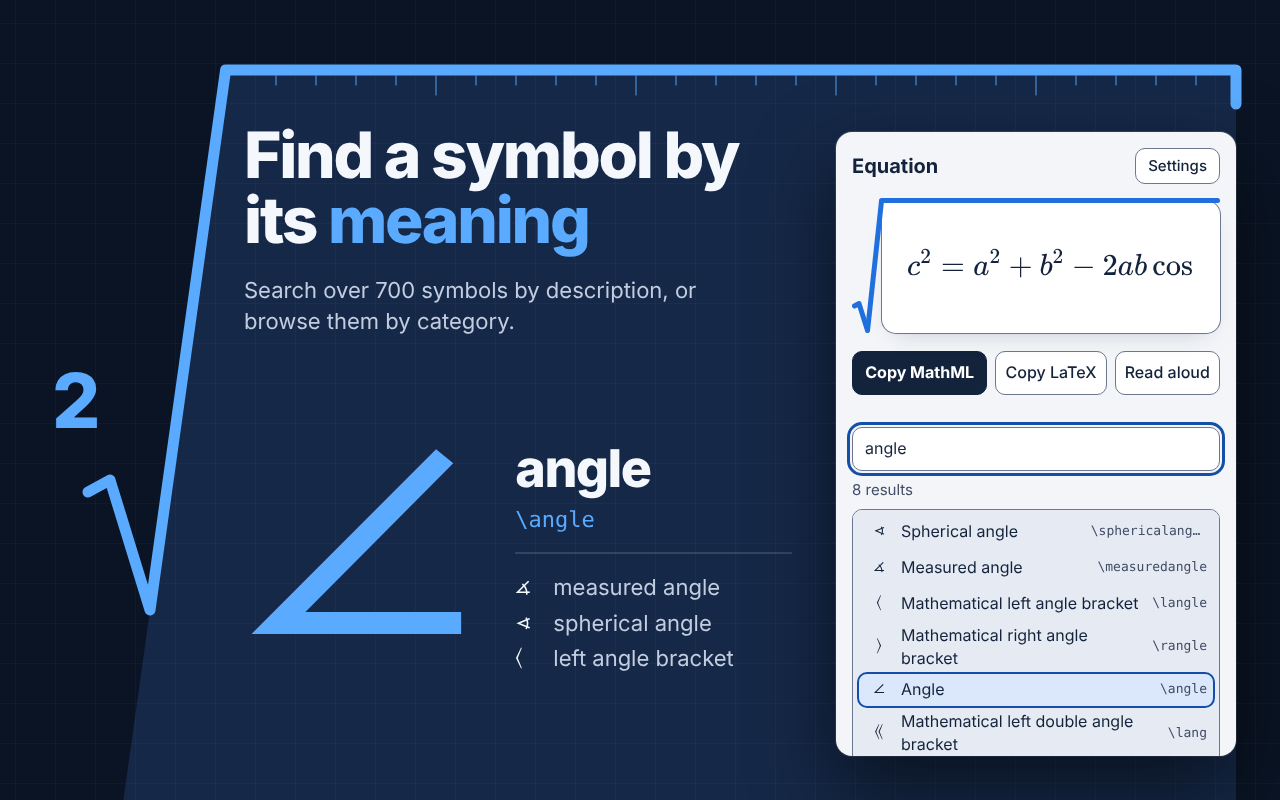 Find a symbol by
its meaning
Search over 700 symbols by description, or
browse them by category.
2
angle
\angle
∡ measured angle
∢ spherical angle
⟨ left angle bracket
Equation
Settings
c² = a² + b² − 2ab cos
Copy MathML
Copy LaTeX
Read aloud
angle
8 results
∢ Spherical angle \sphericalang…
∡ Measured angle \measuredangle
⟨ Mathematical left angle bracket \langle
⟩ Mathematical right angle
bracket \rangle
∠ Angle \angle
⟪ Mathematical left double angle
bracket \lang